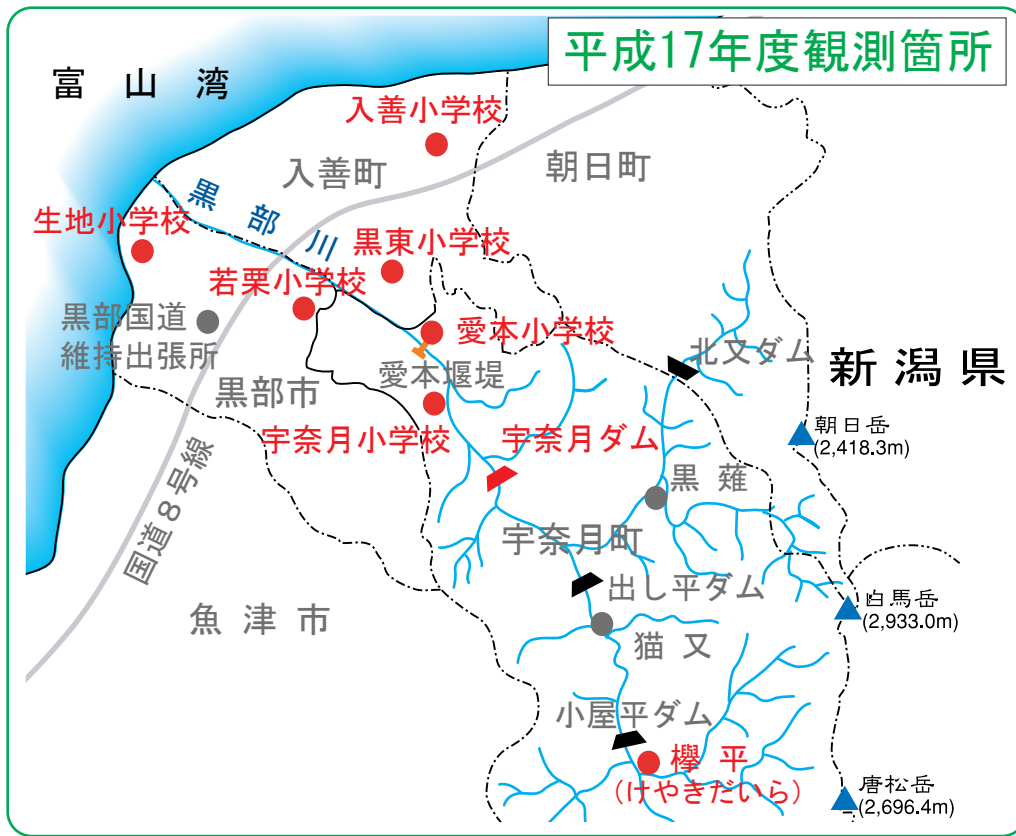 平成17年度観測箇所
富山湾
入善小学校
入善町
朝日町
黒部川
生地小学校
黒東小学校
若栗小学校
黒部国道
維持出張所
愛本小学校
北又ダム
新潟県
愛本堰堤
黒部市
朝日岳
(2,418.3m)
宇奈月小学校
宇奈月ダム
黒薙
国道8号線
宇奈月町
出し平ダム
白馬岳
(2,933.0m)
魚津市
猫又
小屋平ダム
欅平
(けやきだいら)
唐松岳
(2,696.4m)